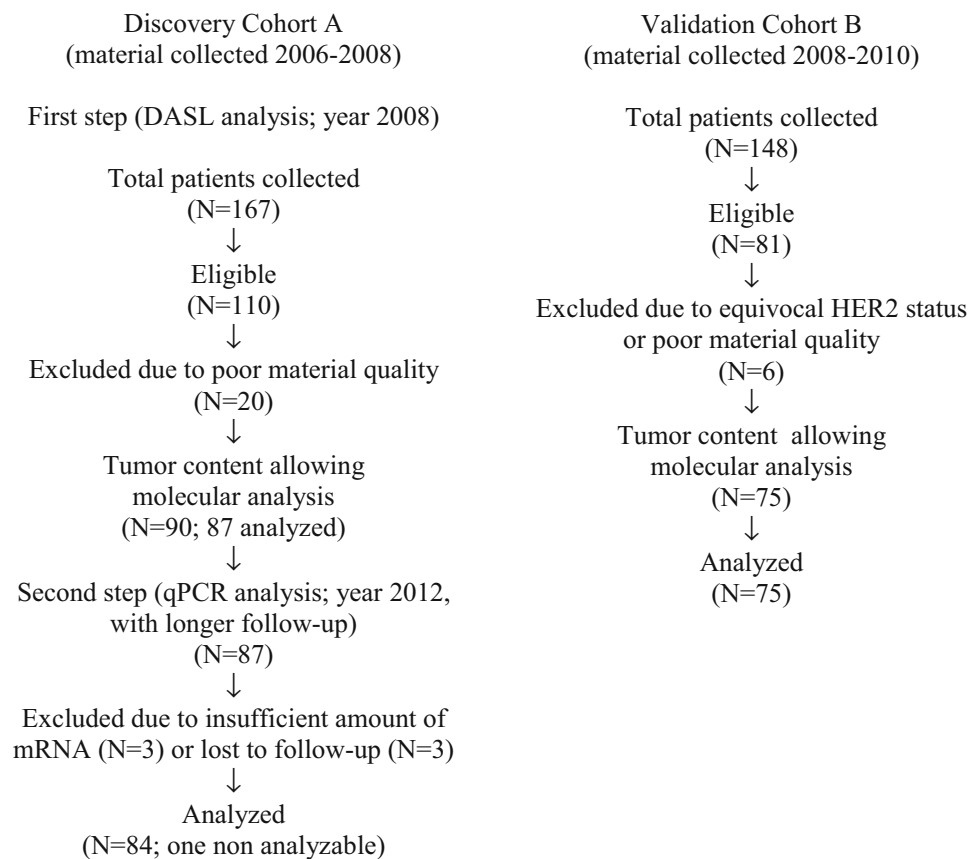 Discovery Cohort A
(material collected 2006-2008)
First step (DASL analysis; year 2008)
Total patients collected
(N=167)
↓
Eligible
(N=110)
↓
Excluded due to poor material quality
(N=20)
↓
Tumor content allowing
molecular analysis
(N=90; 87 analyzed)
↓
Second step (qPCR analysis; year 2012,
with longer follow-up)
(N=87)
↓
Excluded due to insufficient amount of
mRNA (N=3) or lost to follow-up (N=3)
↓
Analyzed
(N=84; one non analyzable)
Validation Cohort B
(material collected 2008-2010)
Total patients collected
(N=148)
↓
Eligible
(N=81)
↓
Excluded due to equivocal HER2 status
or poor material quality
(N=6)
↓
Tumor content allowing
molecular analysis
(N=75)
↓
Analyzed
(N=75)